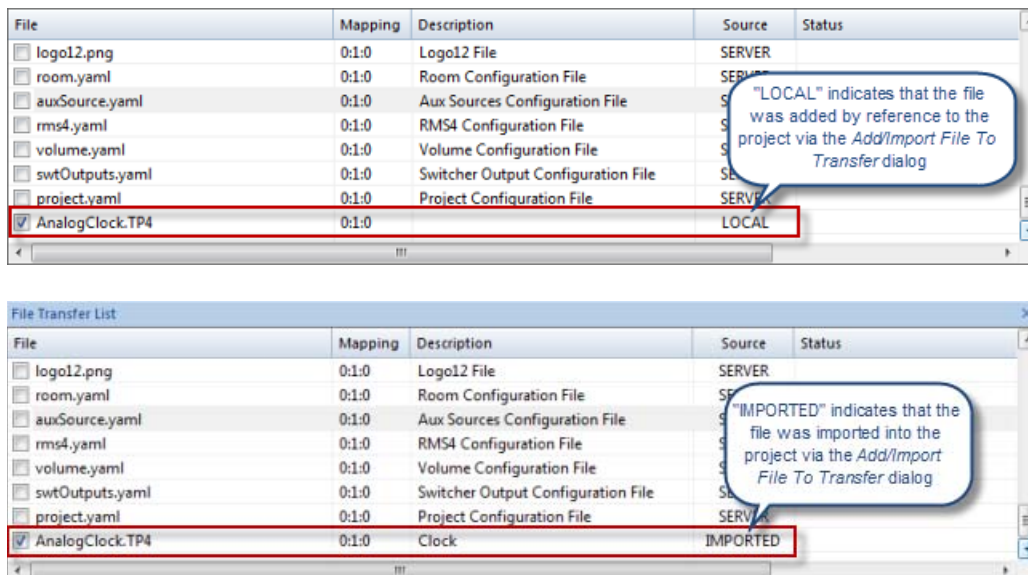 File Mapping Description Source Status
logo12.png 0:1:0 Logo12 File SERVER
room.yaml 0:1:0 Room Configuration File SERVER
"LOCAL" indicates that the file
auxSource.yaml 0:1:0 Aux Sources Configuration File
was added by reference to the
rms4.yaml 0:1:0 RMS4 Configuration File
project via the Add/Import File To
volume.yaml 0:1:0 Volume Configuration File
Transfer dialog
swtOutputs.yaml 0:1:0 Switcher Output Configuration File
project.yaml 0:1:0 Project Configuration File SERVER
AnalogClock.TP4 0:1:0 LOCAL
File Transfer List
File Mapping Description Source Status
logo12.png 0:1:0 Logo12 File SERVER
room.yaml 0:1:0 Room Configuration File
"IMPORTED" indicates that the
auxSource.yaml 0:1:0 Aux Sources Configuration File
file was imported into the
rms4.yaml 0:1:0 RMS4 Configuration File
project via the Add/Import
volume.yaml 0:1:0 Volume Configuration File
File To Transfer dialog
swtOutputs.yaml 0:1:0 Switcher Output Configuration File
project.yaml 0:1:0 Project Configuration File SERVER
AnalogClock.TP4 0:1:0 Clock IMPORTED